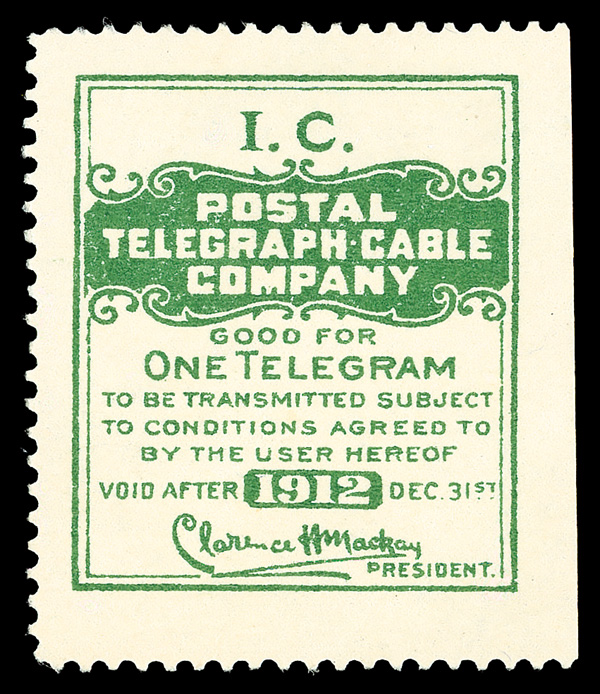 I. C.
POSTAL
TELEGRAPH·CABLE
COMPANY
GOOD FOR
ONE TELEGRAM
TO BE TRANSMITTED SUBJECT
TO CONDITIONS AGREED TO
BY THE USER HEREOF
VOID AFTER 1912 DEC. 31ST
Clarence H Mackay
PRESIDENT.